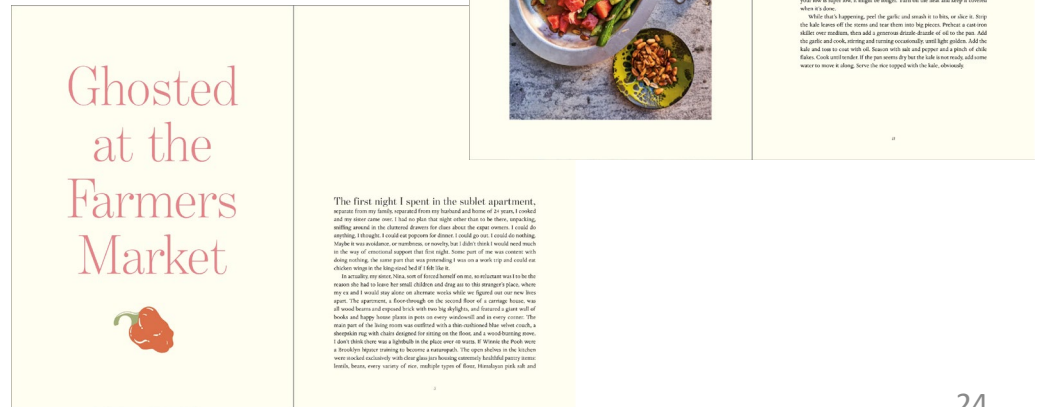 Ghosted
at the
Farmers
Market
The first night I spent in the sublet apartment,
separate from my family, separated from my husband and home of 2+ years, I cooked
and my sister came over. I had no plan that night other than to be there, unpacking,
sniffing around in the cluttered drawers for clues about the expat owners. I could do
anything, I thought. I could eat popcorn for dinner. I could go out. I could do nothing.
Maybe it was avoidance, or numbness, or novelty, but I didn't think I would need much
in the way of emotional support that first night. Some part of me was content with
doing nothing, the same part that was pretending I was on a work trip and could eat
chicken wings in the king-sized bed if I felt like it.
In actuality, my sister, Nina, sort of forced herself on me, so reluctant was I to be the
reason she had to leave her small children and drag ass to this stranger's place, where
my ex and I would stay alone on alternate weeks while we figured out our new lives
apart. The apartment, a floor-through on the second floor of a carriage house, was
all wood beams and exposed brick with two big skylights, and featured a giant wall of
books and happy house plants in pots on every windowsill and in every corner. The
main part of the living room was outfitted with a thin-cushioned blue velvet couch, a
sheepskin rug with chairs designed for sitting on the floor, and a wood-burning stove.
I don't think there was a lightbulb in the place over 40 watts. If Winnie the Pooh were
a Brooklyn hipster training to become a naturopath. The open shelves in the kitchen
were stocked exclusively with clear glass jars housing extremely healthful pantry items:
lentils, beans, every variety of rice, multiple types of flour, Himalayan pink salt and
when it's done.
While that's happening, peel the garlic and smash it to bits, or slice it. Strip
the kale leaves off the stems and tear them into big pieces. Preheat a cast-iron
skillet over medium, then add a generous drizzle-drazzle of oil to the pan. Add
the garlic and cook, stirring and turning occasionally, until light golden. Add the
kale and toss to coat with oil. Season with salt and pepper and a pinch of chile
flakes. Cook until tender. If the pan seems dry but the kale is not ready, add some
water to move it along. Serve the rice topped with the kale, obviously.
24